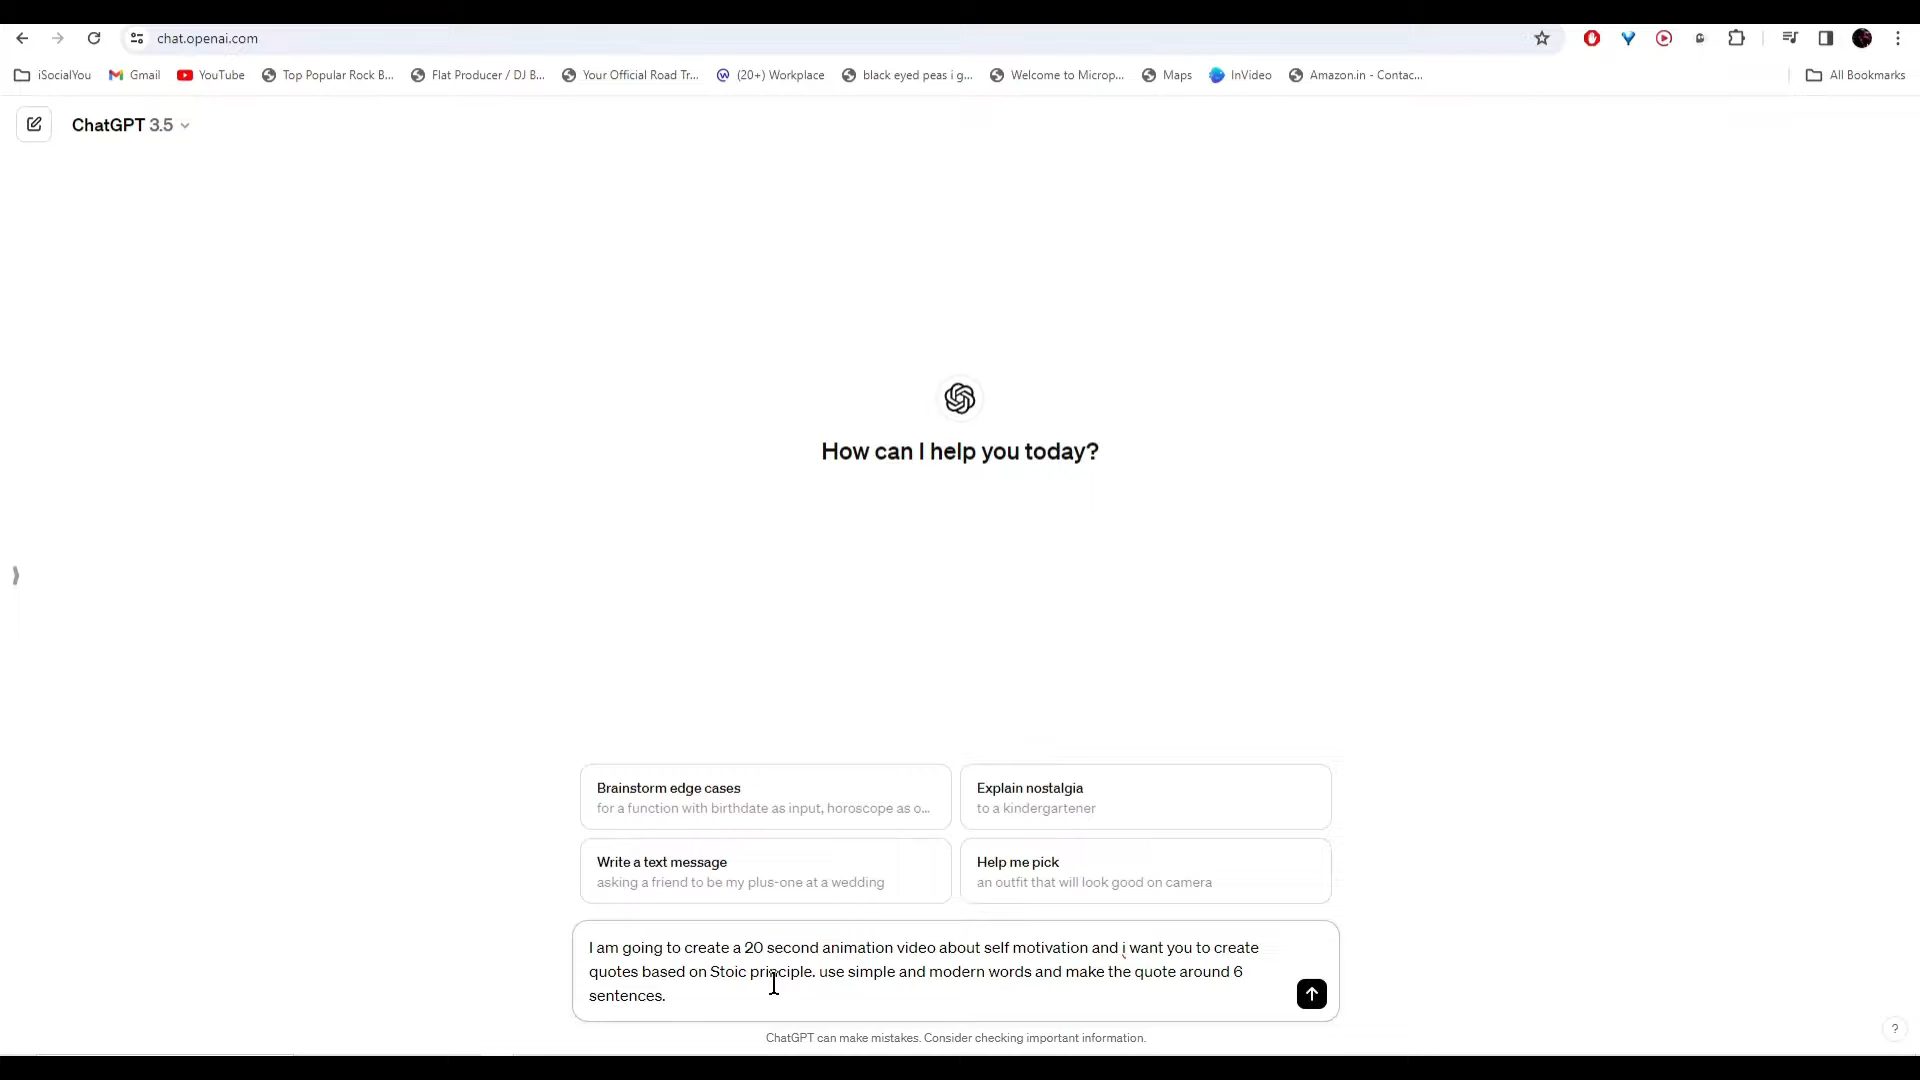 chat.openai.com
iSocialYou Gmail YouTube Top Popular Rock B... Flat Producer / DJ B... Your Official Road Tr... (20+) Workplace black eyed peas i g... Welcome to Microp... Maps InVideo Amazon.in - Contac... All Bookmarks
ChatGPT 3.5
How can I help you today?
Brainstorm edge cases
for a function with birthdate as input, horoscope as o...
Explain nostalgia
to a kindergartener
Write a text message
asking a friend to be my plus-one at a wedding
Help me pick
an outfit that will look good on camera
I am going to create a 20 second animation video about self motivation and i want you to create
quotes based on Stoic principle. use simple and modern words and make the quote around 6
sentences.
ChatGPT can make mistakes. Consider checking important information.
?